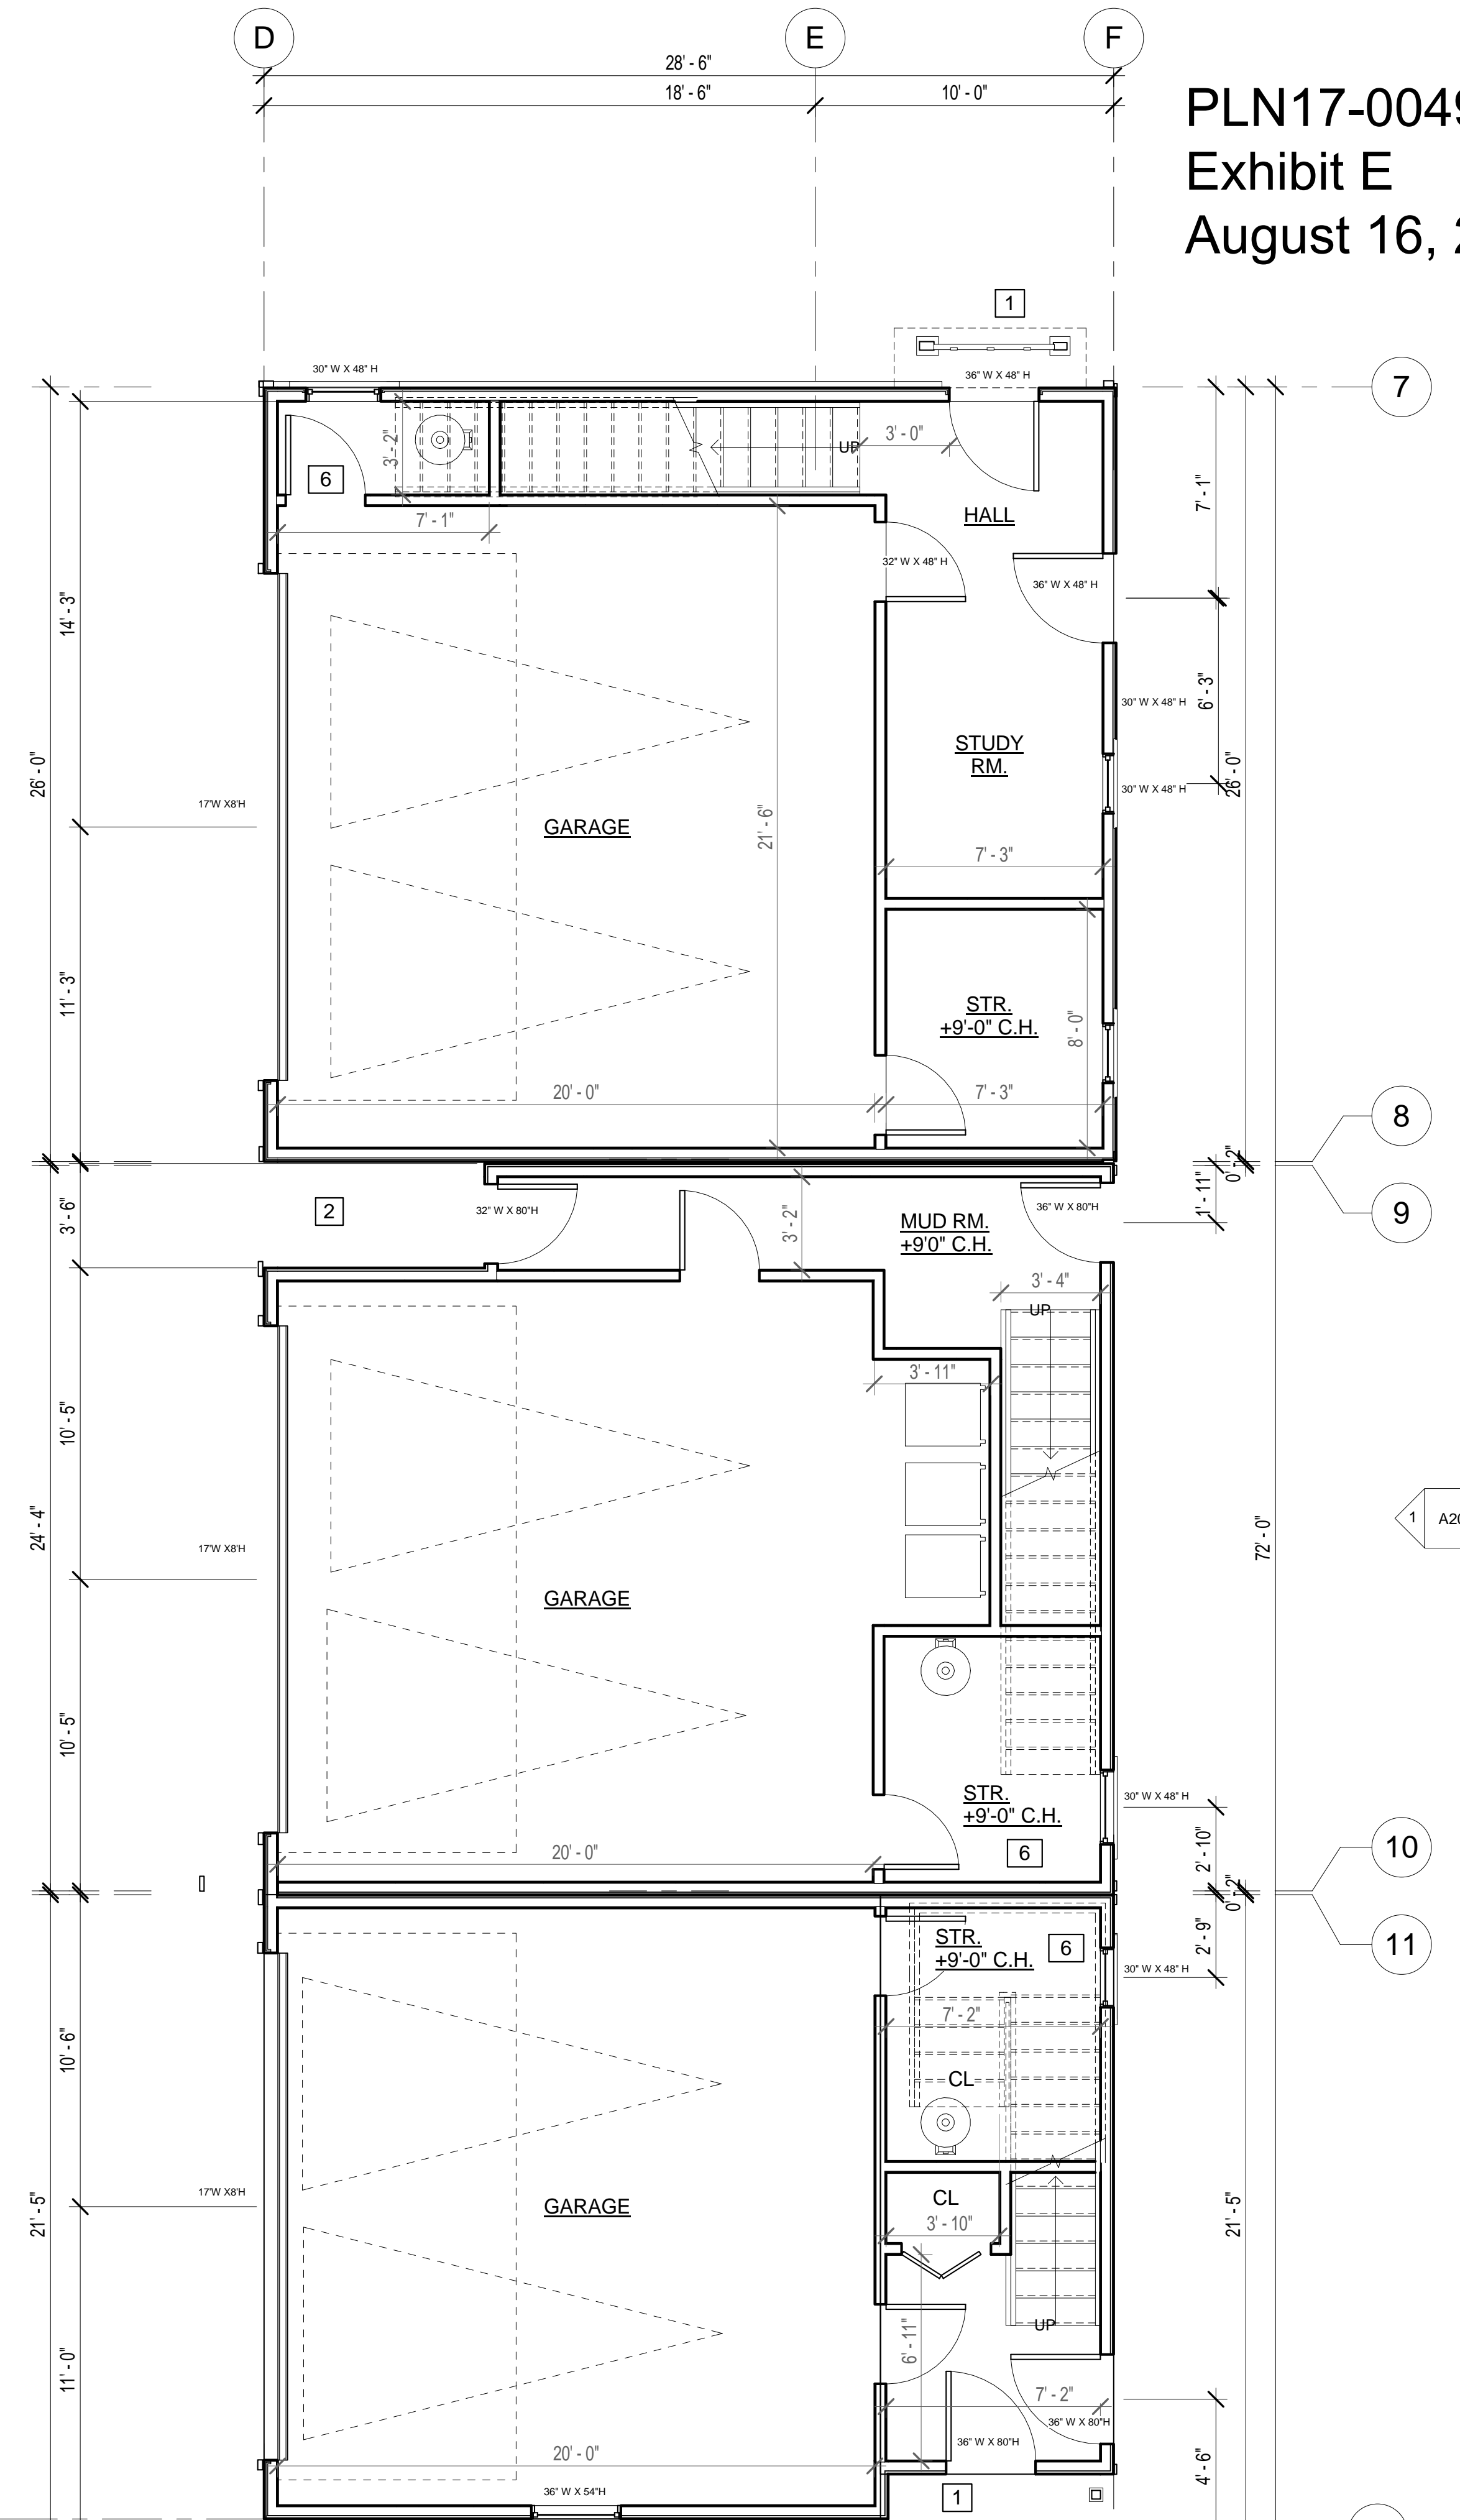 D
E
F
28' - 6"
18' - 6"
10' - 0"
PLN17-0049
Exhibit E
August 16, 2
1
30" W X 48" H
36" W X 48" H
7
UP
3' - 0"
3' - 2"
6
7' - 1"
HALL
7' - 1"
32" W X 48" H
36" W X 48" H
14' - 3"
6' - 3"
30" W X 48" H
STUDY
RM.
26' - 0"
26' - 0"
30" W X 48" H
17'W X8'H
GARAGE
21' - 6"
7' - 3"
11' - 3"
STR.
+9'-0" C.H.
8' - 0"
20' - 0"
7' - 3"
8
0' - 2"
1' - 11"
3' - 6"
2
32" W X 80"H
3' - 2"
MUD RM.
+9'0" C.H.
36" W X 80"H
9
3' - 4"
UP
3' - 11"
10' - 5"
24' - 4"
72' - 0"
1
A20
17'W X8'H
GARAGE
10' - 5"
STR.
+9'-0" C.H.
30" W X 48" H
20' - 0"
6
2' - 10"
10
0' - 2"
STR.
+9'-0" C.H.
6
2' - 9"
11
30" W X 48" H
7' - 2"
10' - 6"
CL
17'W X8'H
GARAGE
CL
3' - 10"
21' - 5"
21' - 5"
UP
6' - 11"
11' - 0"
7' - 2"
36" W X 80"H
36" W X 80"H
20' - 0"
4' - 6"
36" W X 54"H
1